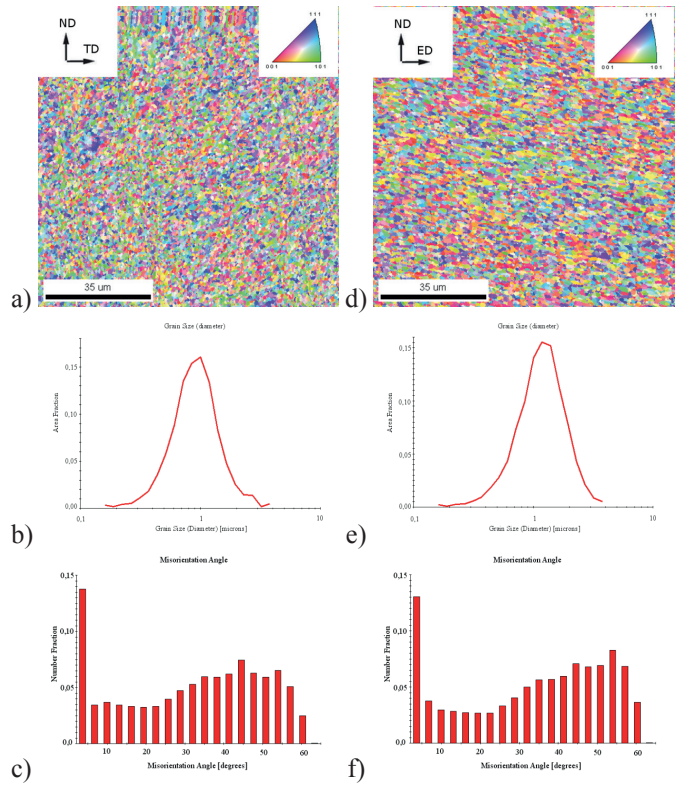 ND
TD
111
001
101
35 um
a)
ND
ED
111
001
101
35 um
d)
Grain Size (diameter)
0,15
0,10
0,05
0,00
Area Fraction
0,1
1
10
Grain Size (Diameter) [microns]
b)
Grain Size (diameter)
0,15
0,10
0,05
0,00
Area Fraction
0,1
1
10
Grain Size (Diameter) [microns]
e)
Misorientation Angle
0,15
0,10
0,05
0,0
Number Fraction
10
20
30
40
50
60
Misorientation Angle [degrees]
c)
Misorientation Angle
0,15
0,10
0,05
0,0
Number Fraction
10
20
30
40
50
60
Misorientation Angle [degrees]
f)